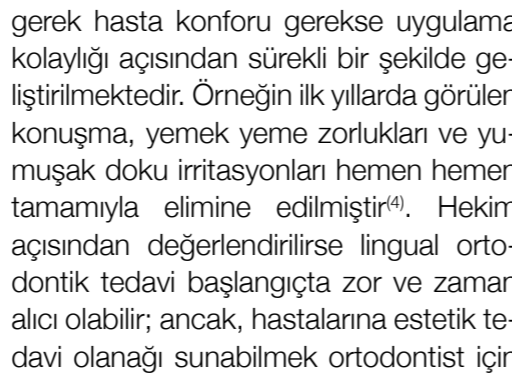 gerek hasta konforu gerekse uygulama
kolaylığı açısından sürekli bir şekilde ge-
liştirilmektedir. Örneğin ilk yıllarda görülen
konuşma, yemek yeme zorlukları ve yu-
muşak doku irritasyonları hemen hemen
tamamıyla elimine edilmiştir(4). Hekim
açısından değerlendirilirse lingual orto-
dontik tedavi başlangıçta zor ve zaman
alıcı olabilir; ancak, hastalarına estetik te-
davi olanağı sunabilmek ortodontist için